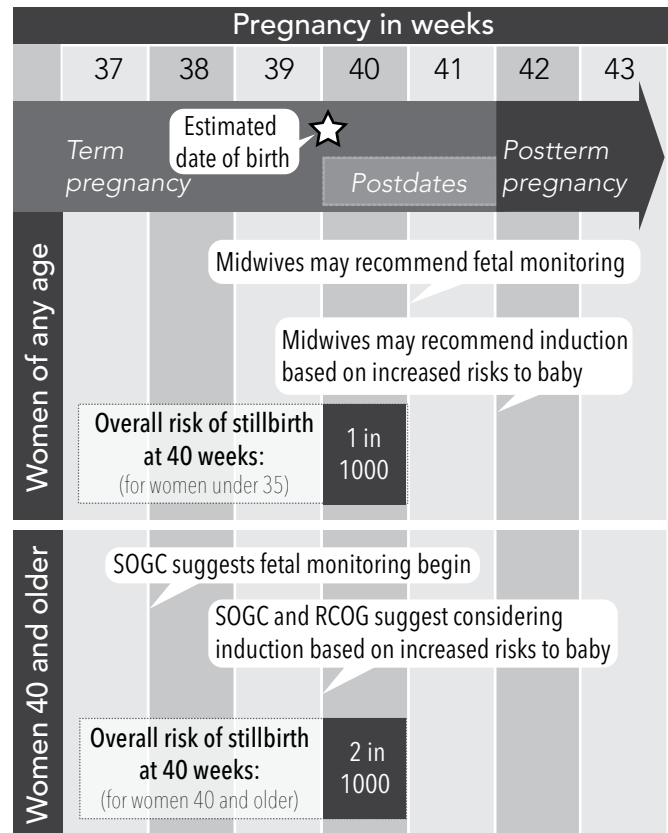 Pregnancy in weeks
37 38 39 40 41 42 43
Estimated
date of birth
Term
pregnancy
Postdates
Postterm
pregnancy
Women of any age
Midwives may recommend fetal monitoring
Midwives may recommend induction
based on increased risks to baby
Overall risk of stillbirth
at 40 weeks:
(for women under 35)
1 in
1000
Women 40 and older
SOGC suggests fetal monitoring begin
SOGC and RCOG suggest considering
induction based on increased risks to baby
Overall risk of stillbirth
at 40 weeks:
(for women 40 and older)
2 in
1000